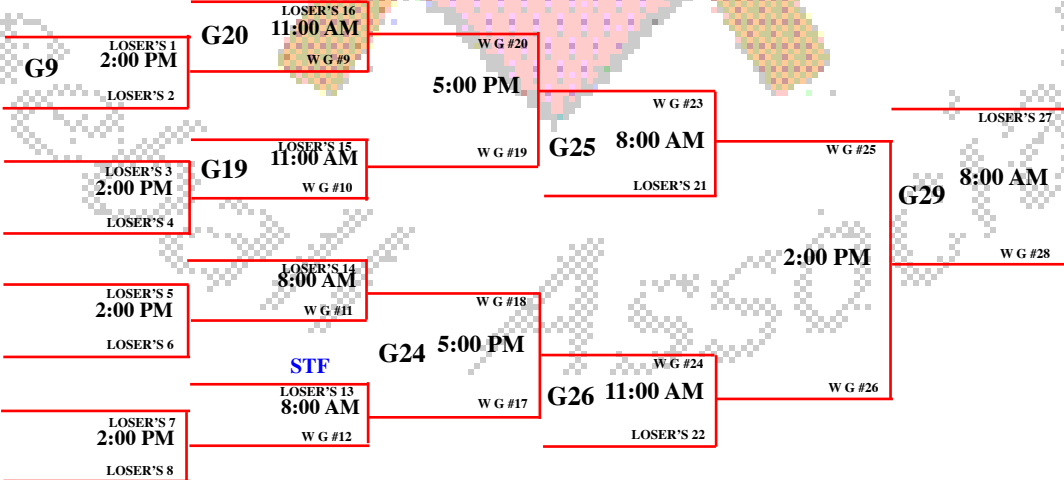 LOSER'S 16
G20 11:00 AM
W G #9
LOSER'S 1
G9 2:00 PM
LOSER'S 2
W G #20
5:00 PM
W G #19
LOSER'S 15
G19 11:00 AM
W G #10
LOSER'S 3
2:00 PM
LOSER'S 4
W G #23
G25 8:00 AM
LOSER'S 21
LOSER'S 27
W G #25
G29 8:00 AM
W G #28
2:00 PM
LOSER'S 14
8:00 AM
W G #11
LOSER'S 5
2:00 PM
LOSER'S 6
W G #18
G24 5:00 PM
W G #17
STF
LOSER'S 13
8:00 AM
W G #12
LOSER'S 7
2:00 PM
LOSER'S 8
W G #24
G26 11:00 AM
LOSER'S 22
W G #26